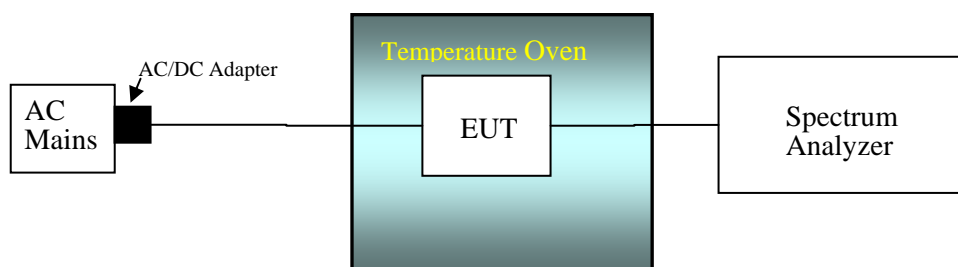 Temperature Oven
AC/DC Adapter
AC
Mains
EUT
Spectrum
Analyzer